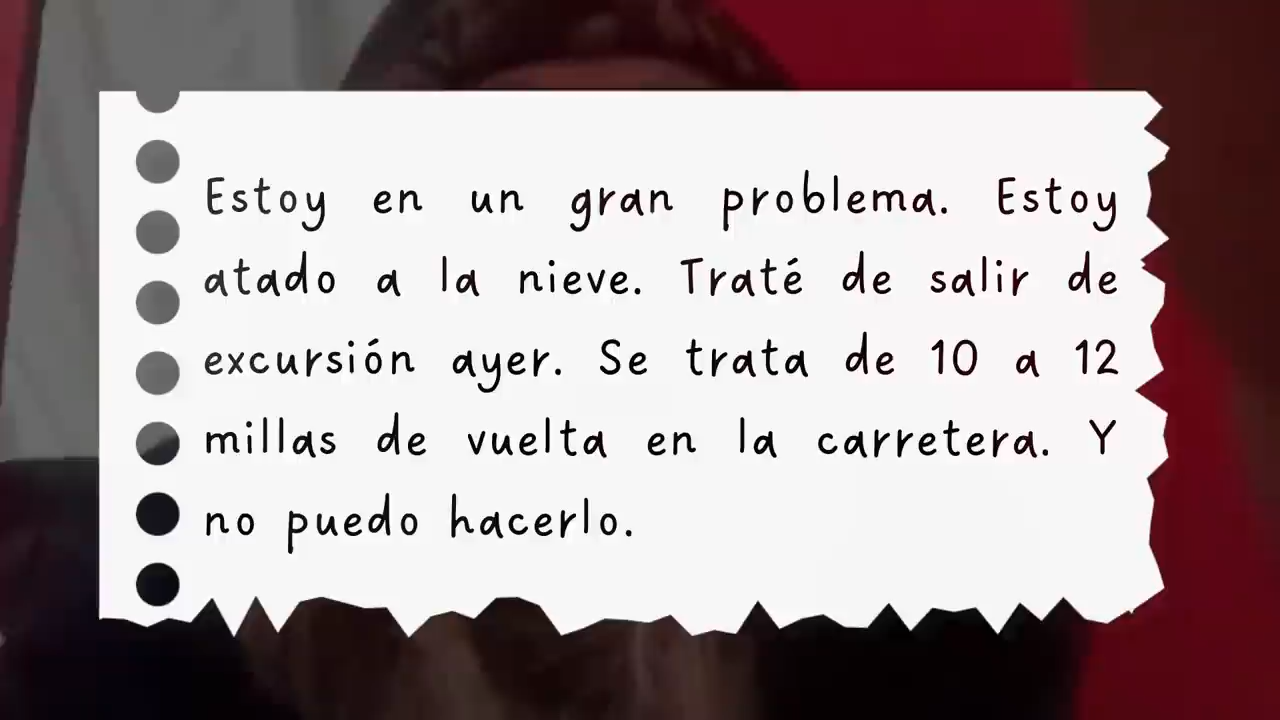 Estoy en un gran problema. Estoy
atado a la nieve. Traté de salir de
excursión ayer. Se trata de 10 a 12
millas de vuelta en la carretera. Y
no puedo hacerlo.